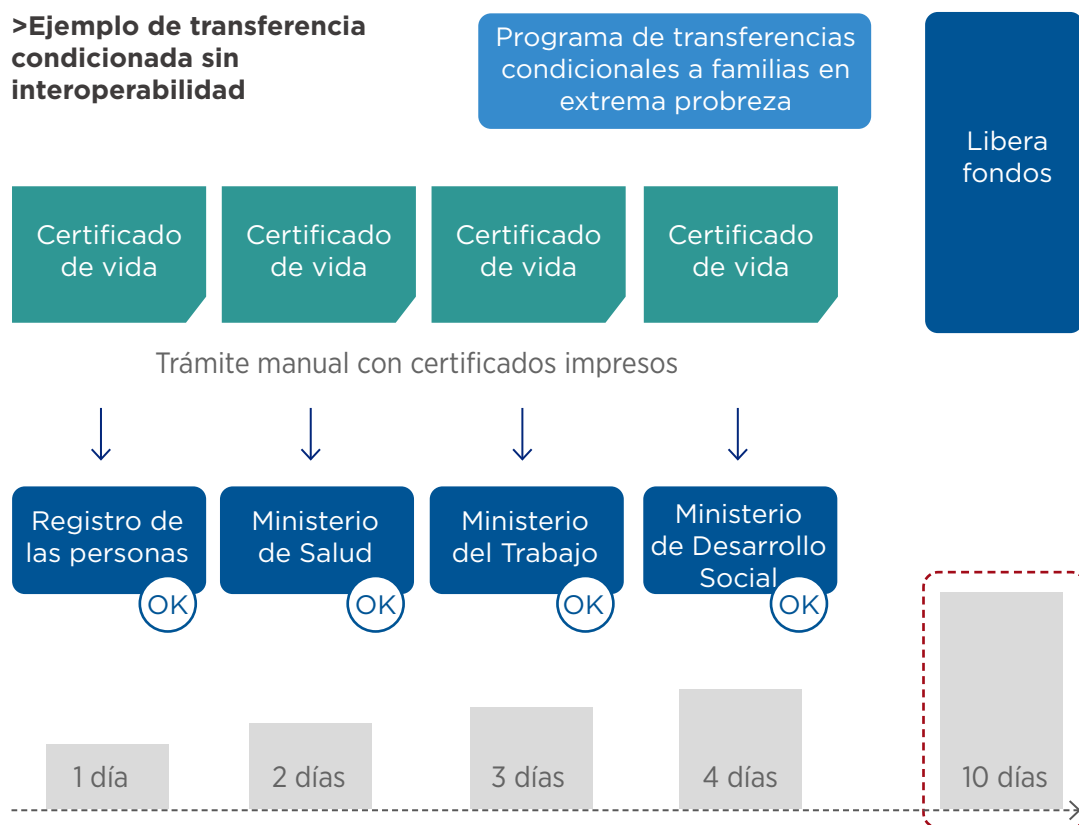 >Ejemplo de transferencia
condicionada sin
interoperabilidad
Programa de transferencias
condicionales a familias en
extrema probreza
Libera
fondos
Certificado
de vida
Certificado
de vida
Certificado
de vida
Certificado
de vida
Trámite manual con certificados impresos
Registro de
las personas
OK
Ministerio
de Salud
OK
Ministerio
del Trabajo
OK
Ministerio
de Desarrollo
Social
OK
1 día
2 días
3 días
4 días
10 días